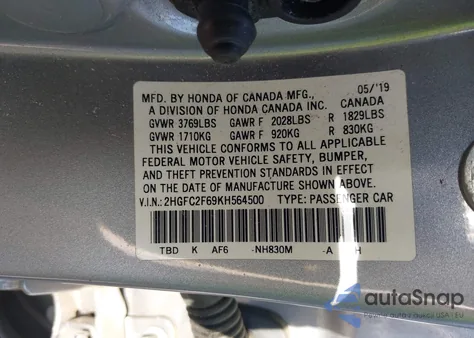 MFD. BY HONDA OF CANADA MFG., 05/'19
A DIVISION OF HONDA CANADA INC. CANADA
GVWR 3769LBS GAWR F 2028LBS R 1829LBS
GVWR 1710KG GAWR F 920KG R 830KG
THIS VEHICLE CONFORMS TO ALL APPLICABLE
FEDERAL MOTOR VEHICLE SAFETY, BUMPER,
AND THEFT PREVENTION STANDARDS IN EFFECT
ON THE DATE OF MANUFACTURE SHOWN ABOVE.
V.I.N.: 2HGFC2F69KH564500 TYPE: PASSENGER CAR
TBD K AF6 -NH830M -A H
autoSnap